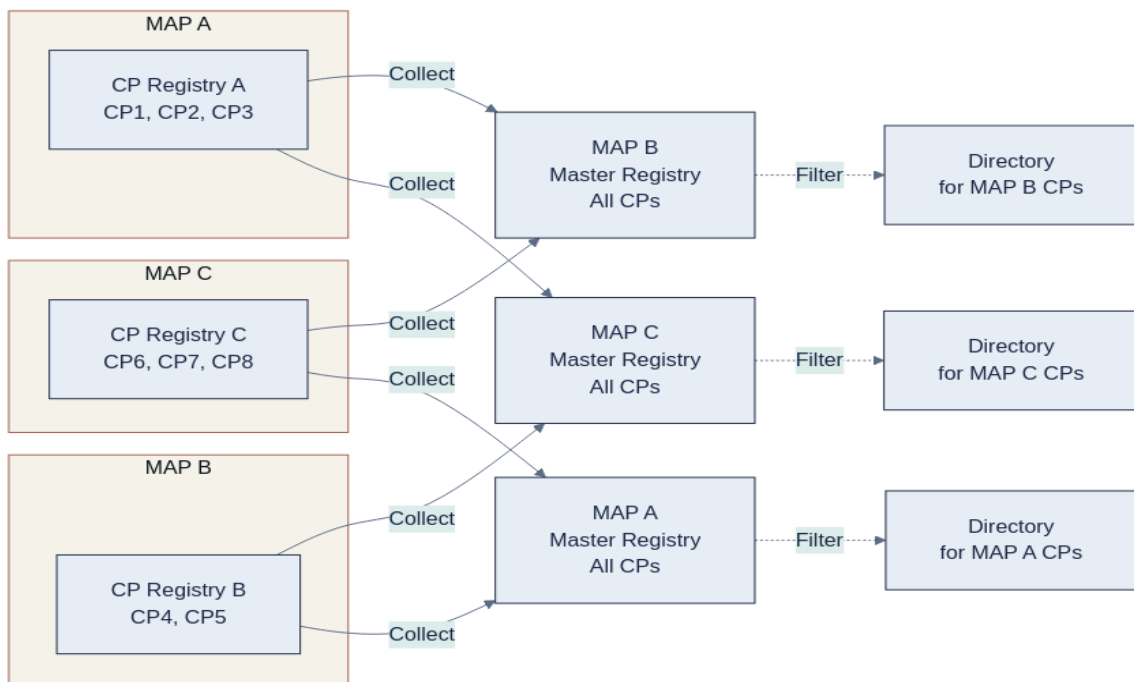 MAP A
CP Registry A
CP1, CP2, CP3
Collect
Collect
MAP B
Master Registry
All CPs
Filter
Directory
for MAP B CPs
MAP C
CP Registry C
CP6, CP7, CP8
Collect
Collect
MAP C
Master Registry
All CPs
Filter
Directory
for MAP C CPs
MAP B
CP Registry B
CP4, CP5
Collect
Collect
MAP A
Master Registry
All CPs
Filter
Directory
for MAP A CPs